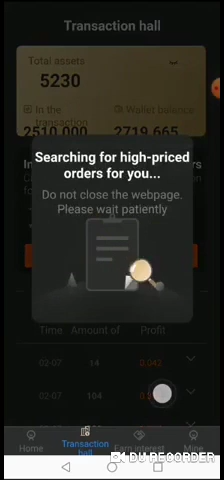 Transaction hall
Total assets
5230
In the transaction
Wallet balance
2510.000
2719.665
Searching for high-priced
orders for you...
Do not close the webpage.
Please wait patiently
Time Amount of Profit
02-07 14 0.042
02-07 104
Home Transaction hall Earn interest Mine
DU RECORDER